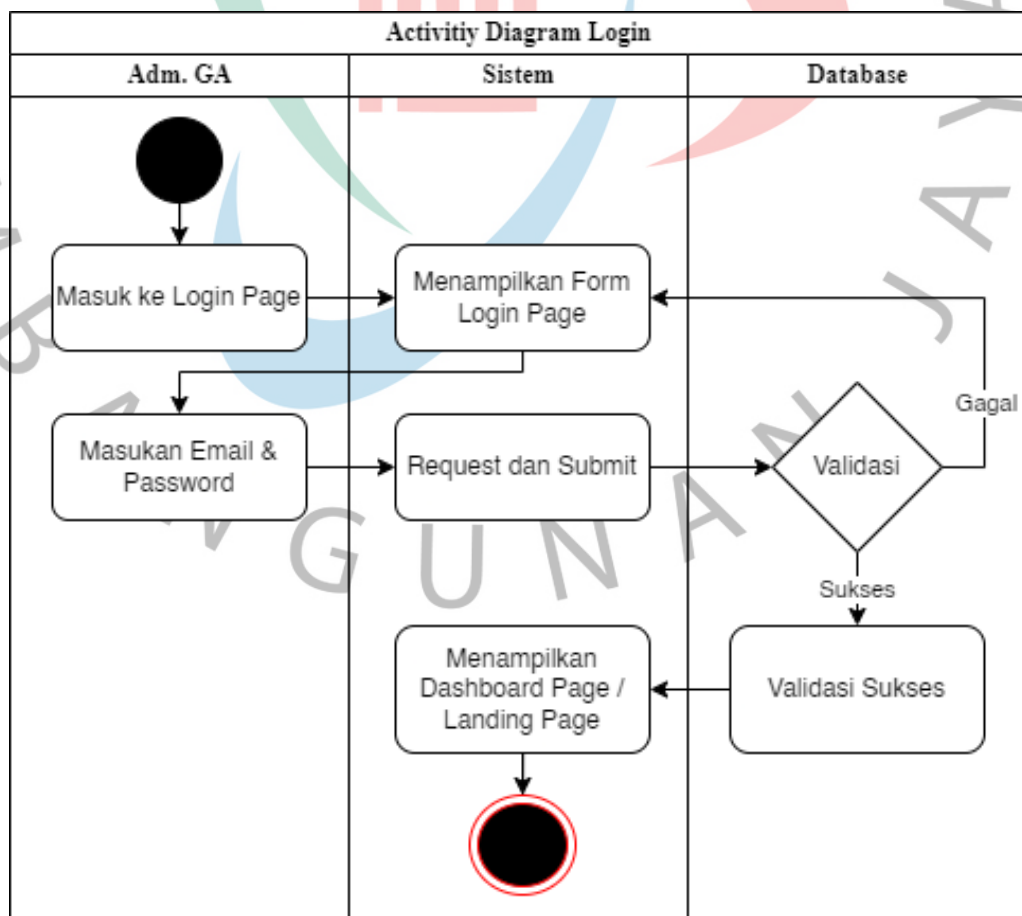 Activitiy Diagram Login
Adm. GA
Sistem
Database
Masuk ke Login Page
Menampilkan Form
Login Page
Gagal
Masukan Email &
Password
Request dan Submit
Validasi
Sukses
Menampilkan
Dashboard Page /
Landing Page
Validasi Sukses